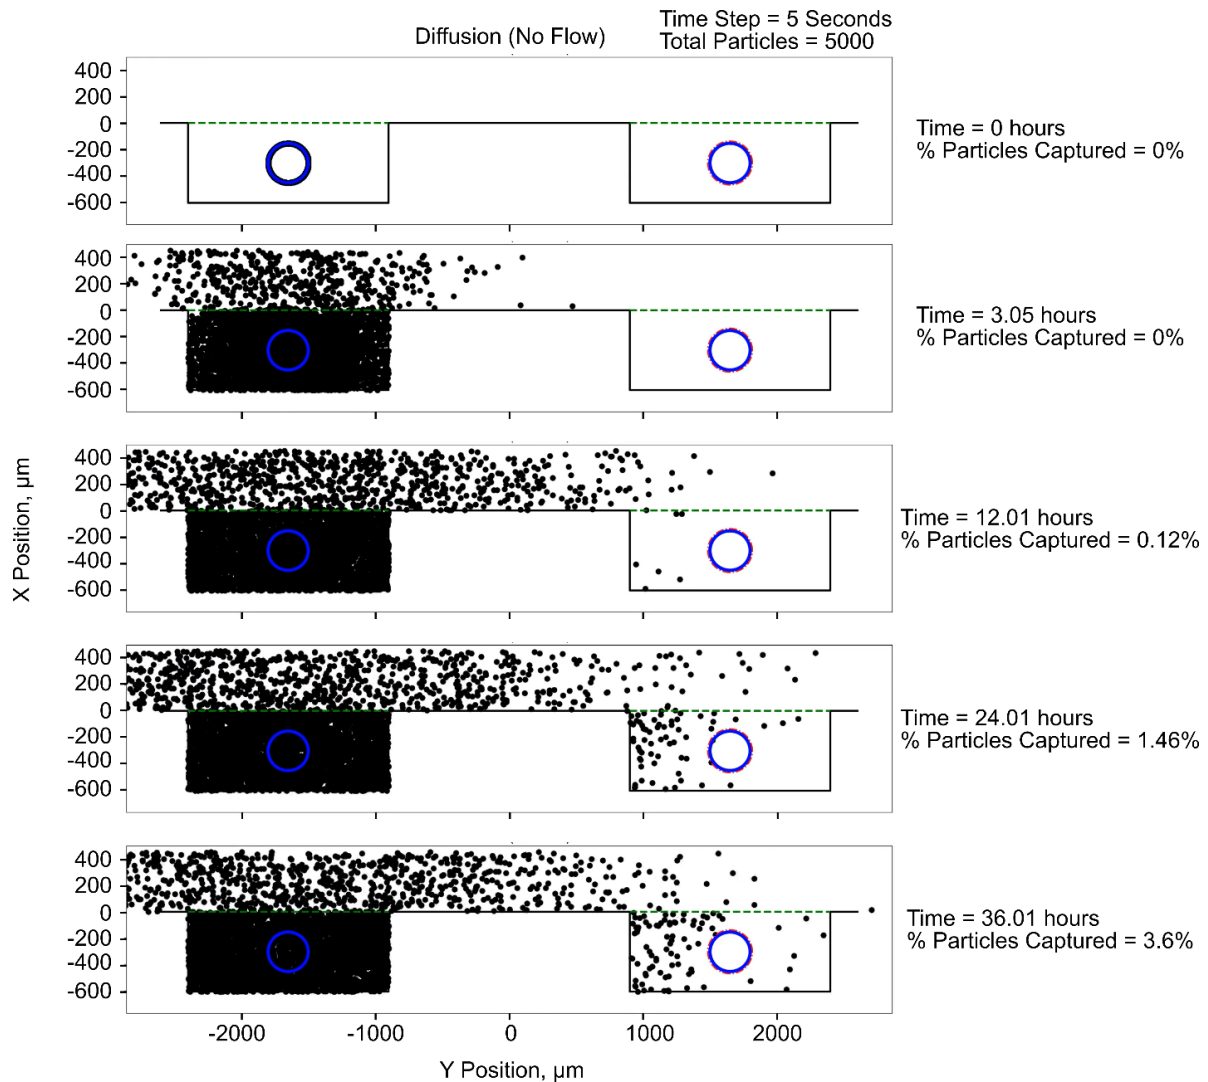 Diffusion (No Flow)
Time Step = 5 Seconds
Total Particles = 5000
400
200
0
-200
-400
-600
Time = 0 hours
% Particles Captured = 0%
400
200
0
-200
-400
-600
Time = 3.05 hours
% Particles Captured = 0%
400
200
0
-200
-400
-600
Time = 12.01 hours
% Particles Captured = 0.12%
X Position, µm
400
200
0
-200
-400
-600
Time = 24.01 hours
% Particles Captured = 1.46%
400
200
0
-200
-400
-600
Time = 36.01 hours
% Particles Captured = 3.6%
-2000 -1000 0 1000 2000
Y Position, µm